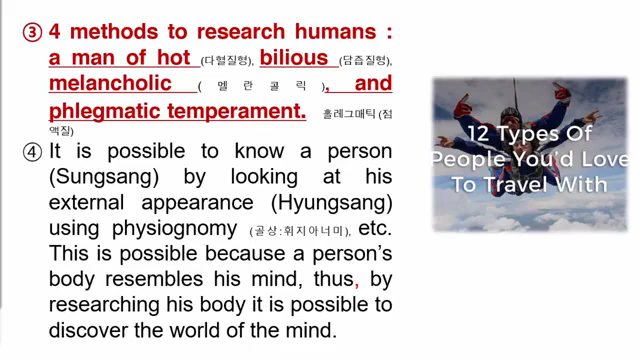 ③ 4 methods to research humans :
a man of hot (다혈질형), bilious (담즙질형),
melancholic ( 멜 란 콜 릭 ), and
phlegmatic temperament. 흘레그매틱 (점
액질)
④ It is possible to know a person
(Sungsang) by looking at his
external appearance (Hyungsang)
using physiognomy (골상:휘지아너미), etc.
This is possible because a person's
body resembles his mind, thus, by
researching his body it is possible to
discover the world of the mind.
12 Types Of
People You'd Love
To Travel With